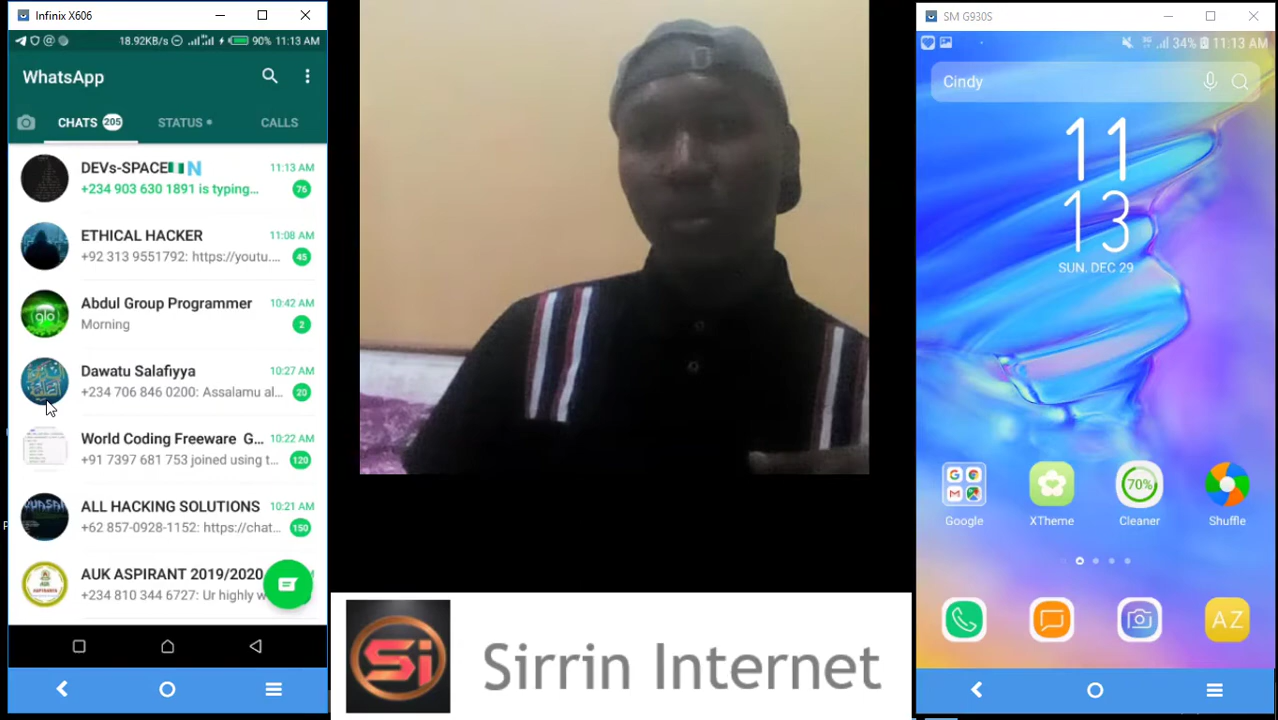 Infinix X606
18.92KB/s 90% 11:13 AM
WhatsApp
CHATS 205 STATUS CALLS
DEVs-SPACE🇳🇬🇳 11:13 AM
+234 903 630 1891 is typing... 76
ETHICAL HACKER 11:08 AM
+92 313 9551792: https://youtu.... 45
Abdul Group Programmer 10:42 AM
glo
Morning 2
Dawatu Salafiyya 10:27 AM
+234 706 846 0200: Assalamu al... 20
World Coding Freeware G... 10:22 AM
+91 7397 681 753 joined using t... 120
ALL HACKING SOLUTIONS 10:21 AM
+62 857-0928-1152: https://chat... 150
AUK ASPIRANT 2019/2020
+234 810 344 6727: Ur highly w
Si
Sirrin Internet
SM G930S
34% 11:13 AM
Cindy
11
13
SUN. DEC 29
70%
Google XTheme Cleaner Shuffle
AZ